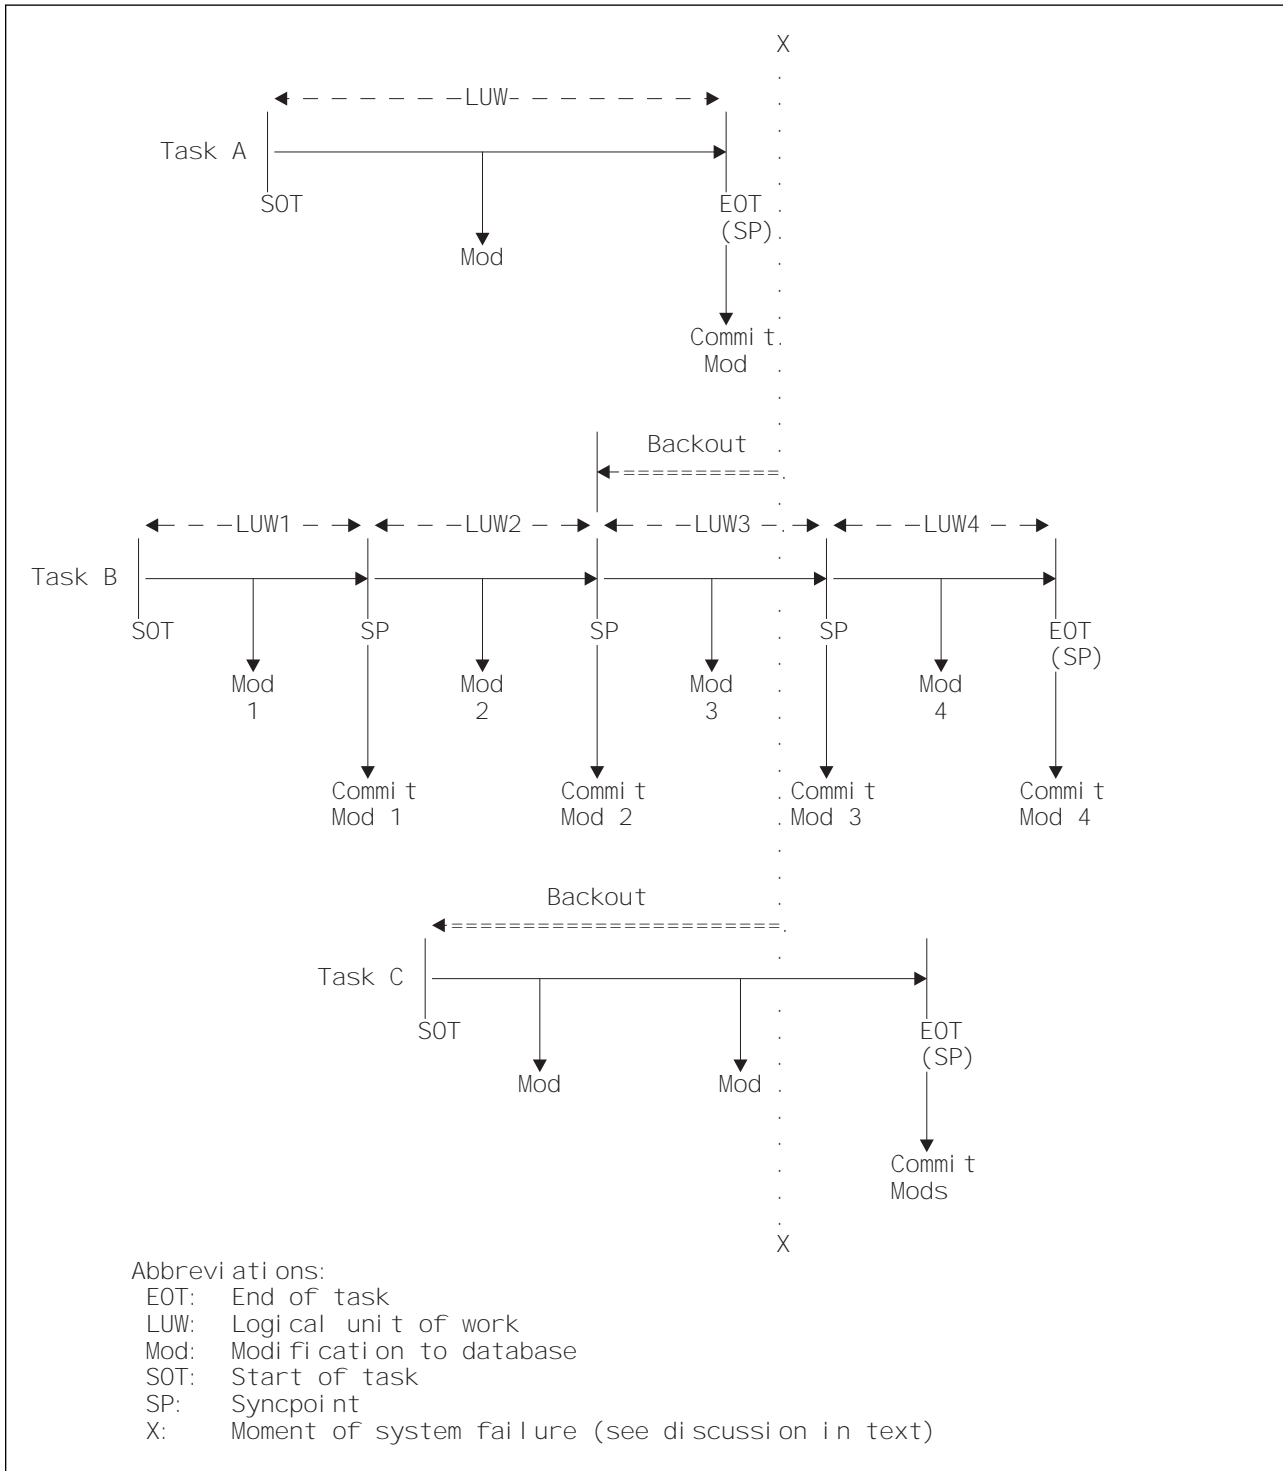 X
LUW
Task A
SOT
EOT
(SP)
Mod
Commit
Mod
Backout
LUW1 LUW2 LUW3 LUW4
Task B
SOT SP SP SP EOT
(SP)
Mod Mod Mod Mod
1 2 3 4
Commit Commit Commit Commit
Mod 1 Mod 2 Mod 3 Mod 4
Backout
Task C
SOT EOT
(SP)
Mod Mod
Commit
Mods
X
Abbreviations:
EOT: End of task
LUW: Logical unit of work
Mod: Modification to database
SOT: Start of task
SP: Syncpoint
X: Moment of system failure (see discussion in text)